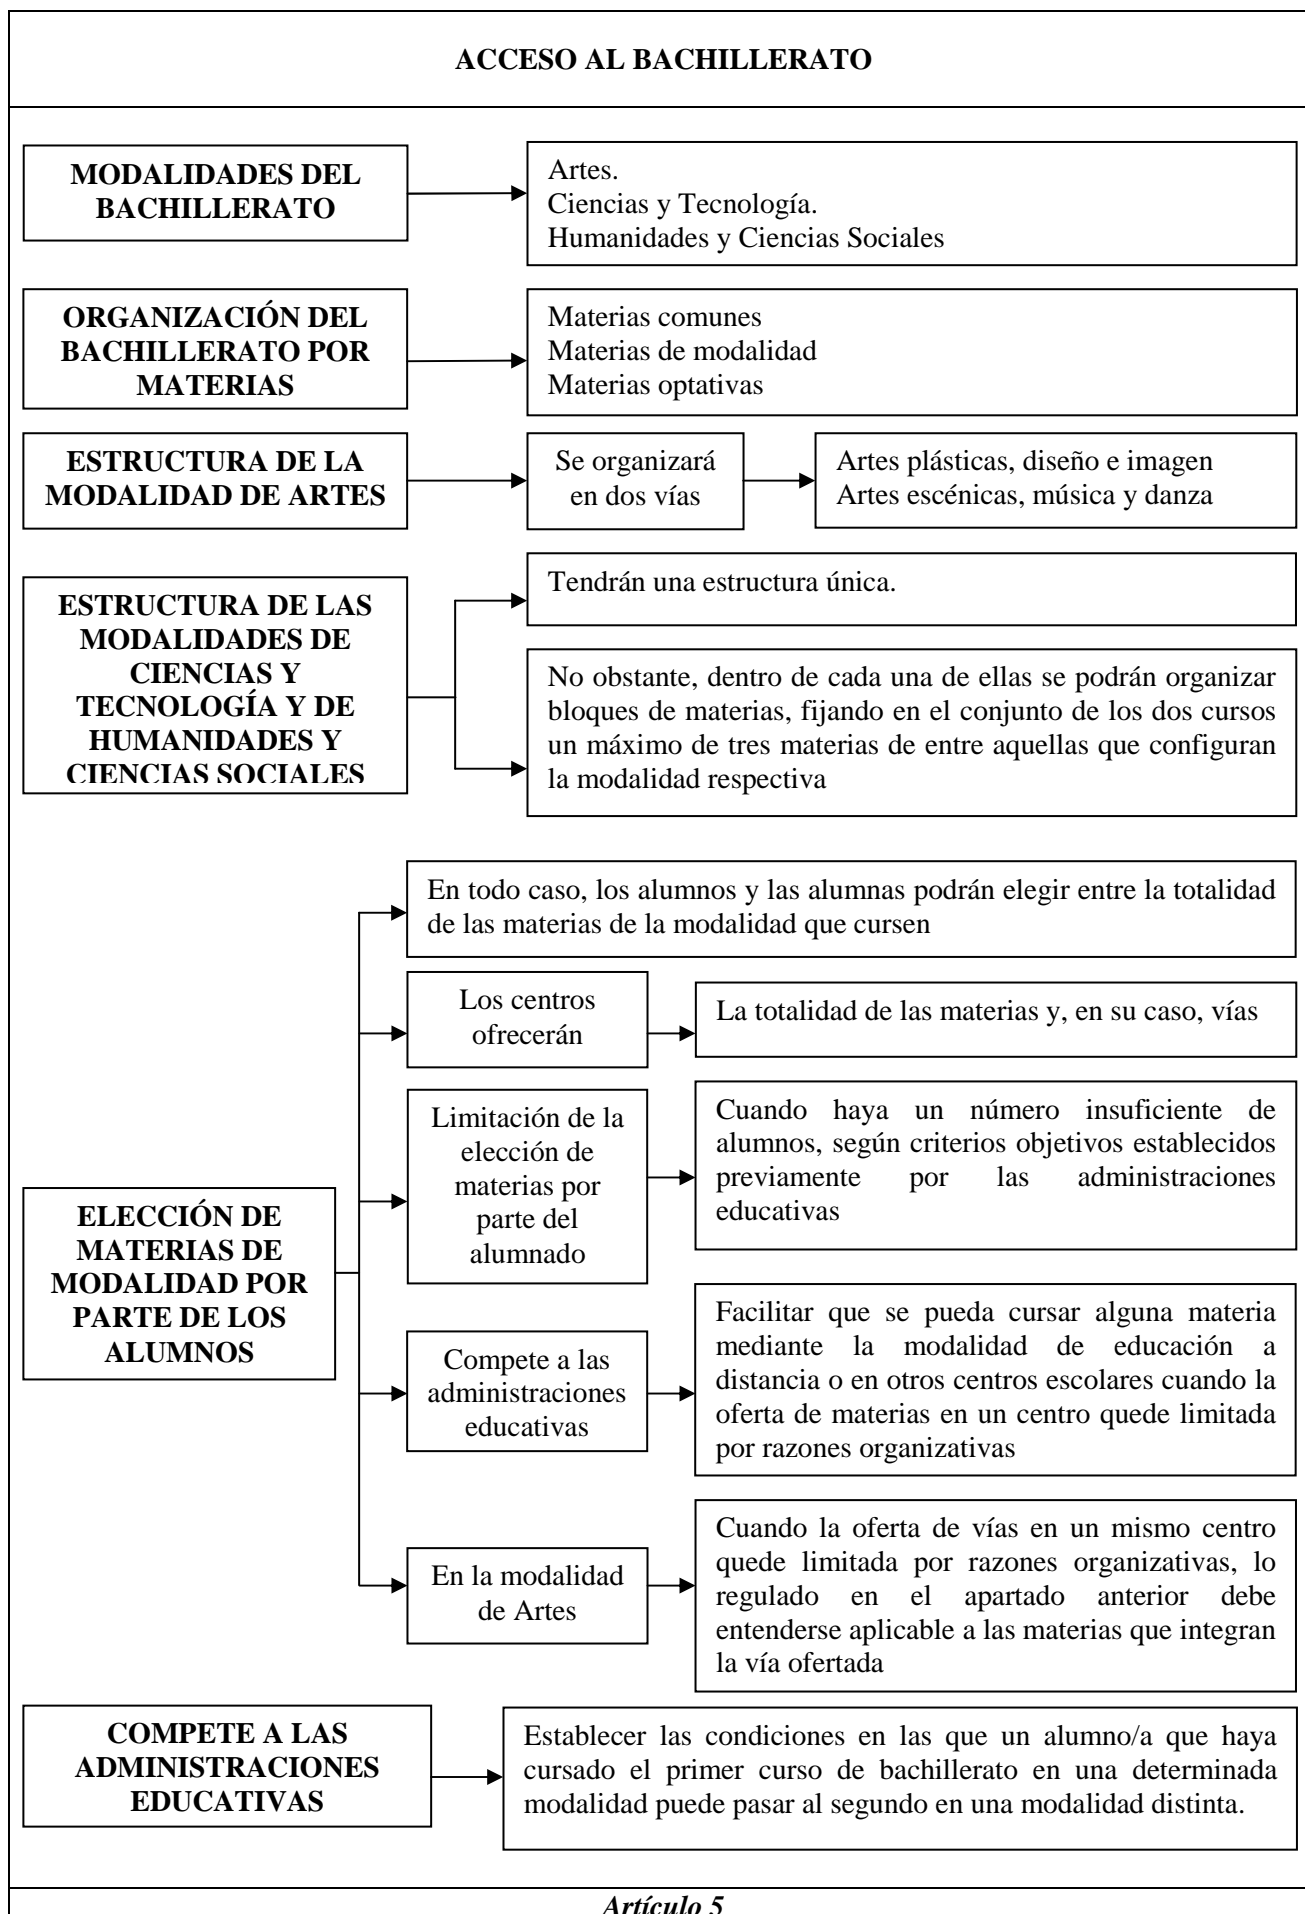 ACCESO AL BACHILLERATO
MODALIDADES DEL
BACHILLERATO
Artes.
Ciencias y Tecnología.
Humanidades y Ciencias Sociales
ORGANIZACIÓN DEL
BACHILLERATO POR
MATERIAS
Materias comunes
Materias de modalidad
Materias optativas
ESTRUCTURA DE LA
MODALIDAD DE ARTES
Se organizará
en dos vías
Artes plásticas, diseño e imagen
Artes escénicas, música y danza
ESTRUCTURA DE LAS
MODALIDADES DE
CIENCIAS Y
TECNOLOGÍA Y DE
HUMANIDADES Y
CIENCIAS SOCIALES
Tendrán una estructura única.
No obstante, dentro de cada una de ellas se podrán organizar
bloques de materias, fijando en el conjunto de los dos cursos
un máximo de tres materias de entre aquellas que configuran
la modalidad respectiva
ELECCIÓN DE
MATERIAS DE
MODALIDAD POR
PARTE DE LOS
ALUMNOS
En todo caso, los alumnos y las alumnas podrán elegir entre la totalidad
de las materias de la modalidad que cursen
Los centros
ofrecerán
La totalidad de las materias y, en su caso, vías
Limitación de la
elección de
materias por
parte del
alumnado
Cuando haya un número insuficiente de
alumnos, según criterios objetivos establecidos
previamente por las administraciones
educativas
Compete a las
administraciones
educativas
Facilitar que se pueda cursar alguna materia
mediante la modalidad de educación a
distancia o en otros centros escolares cuando la
oferta de materias en un centro quede limitada
por razones organizativas
En la modalidad
de Artes
Cuando la oferta de vías en un mismo centro
quede limitada por razones organizativas, lo
regulado en el apartado anterior debe
entenderse aplicable a las materias que integran
la vía ofertada
COMPETE A LAS
ADMINISTRACIONES
EDUCATIVAS
Establecer las condiciones en las que un alumno/a que haya
cursado el primer curso de bachillerato en una determinada
modalidad puede pasar al segundo en una modalidad distinta.
Artículo 5